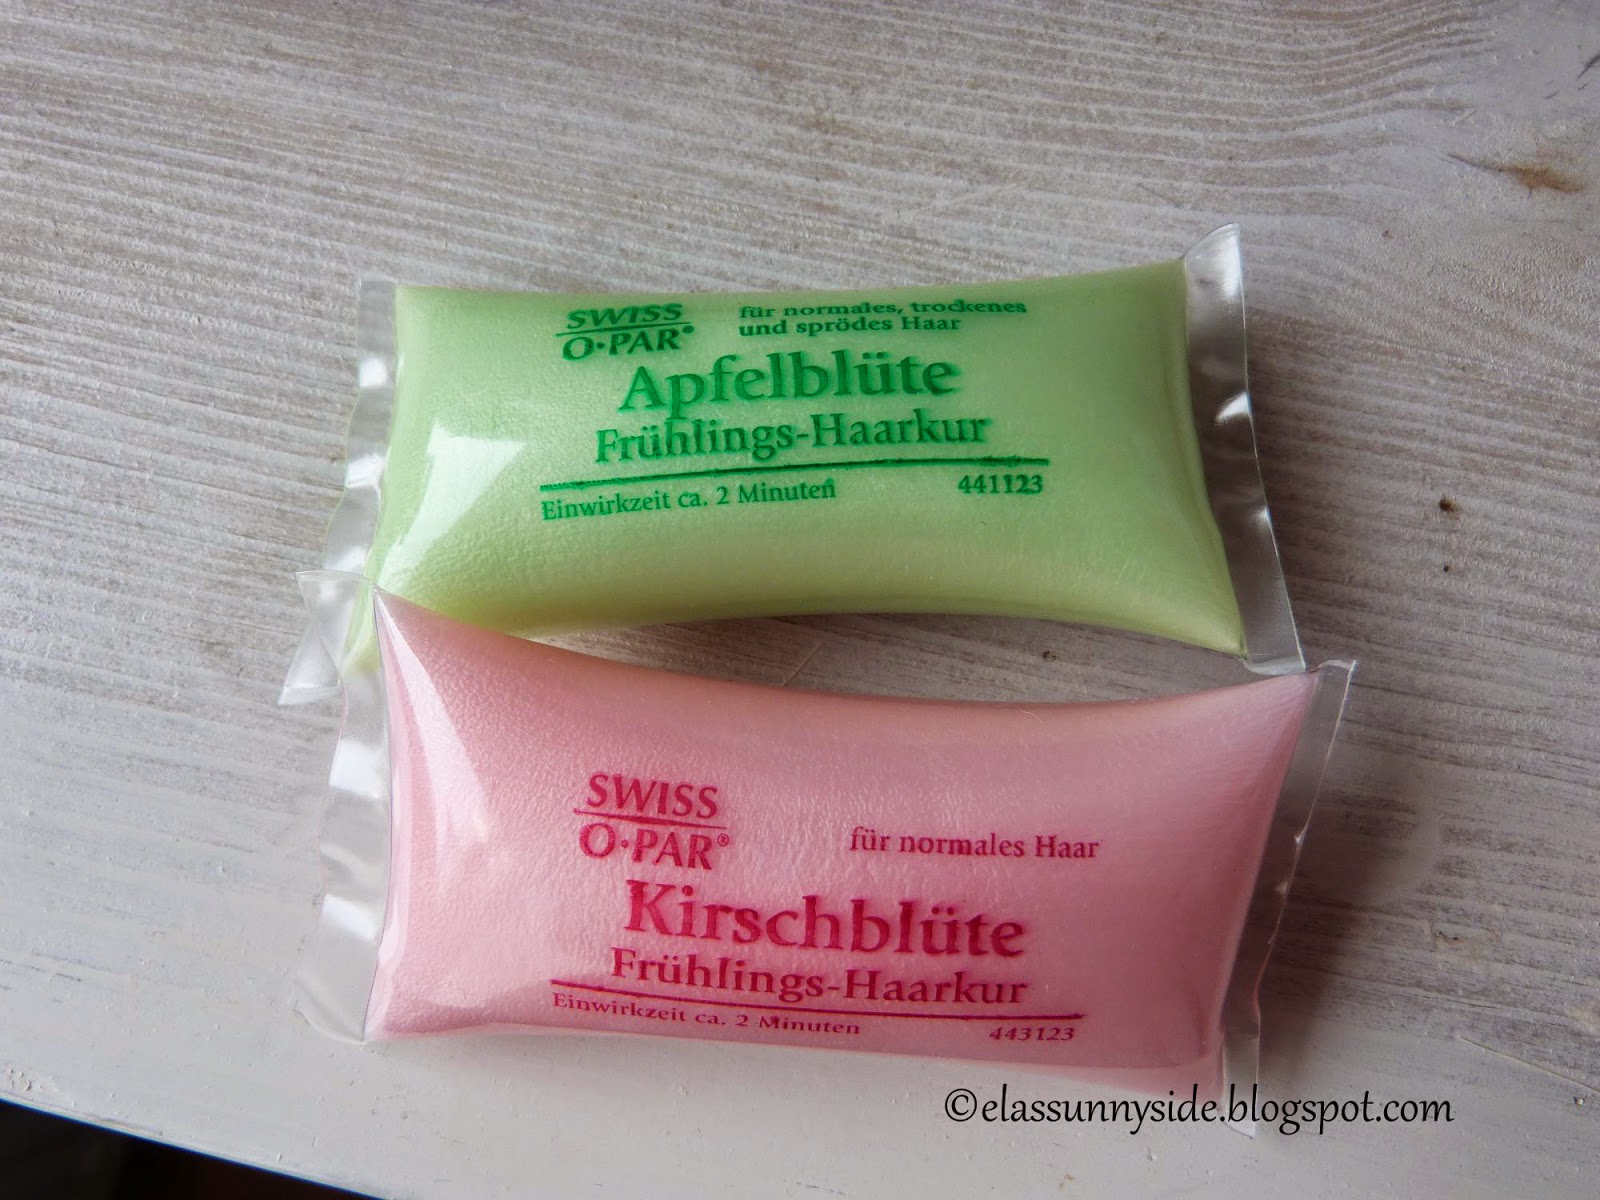 SWISS
O·PAR®
für normales, trockenes
und sprödes Haar
Apfelblüte
Frühlings-Haarkur
Einwirkzeit ca. 2 Minuten 441123
SWISS
O·PAR®
für normales Haar
Kirschblüte
Frühlings-Haarkur
Einwirkzeit ca. 2 Minuten 443123
©elassunnyside.blogspot.com